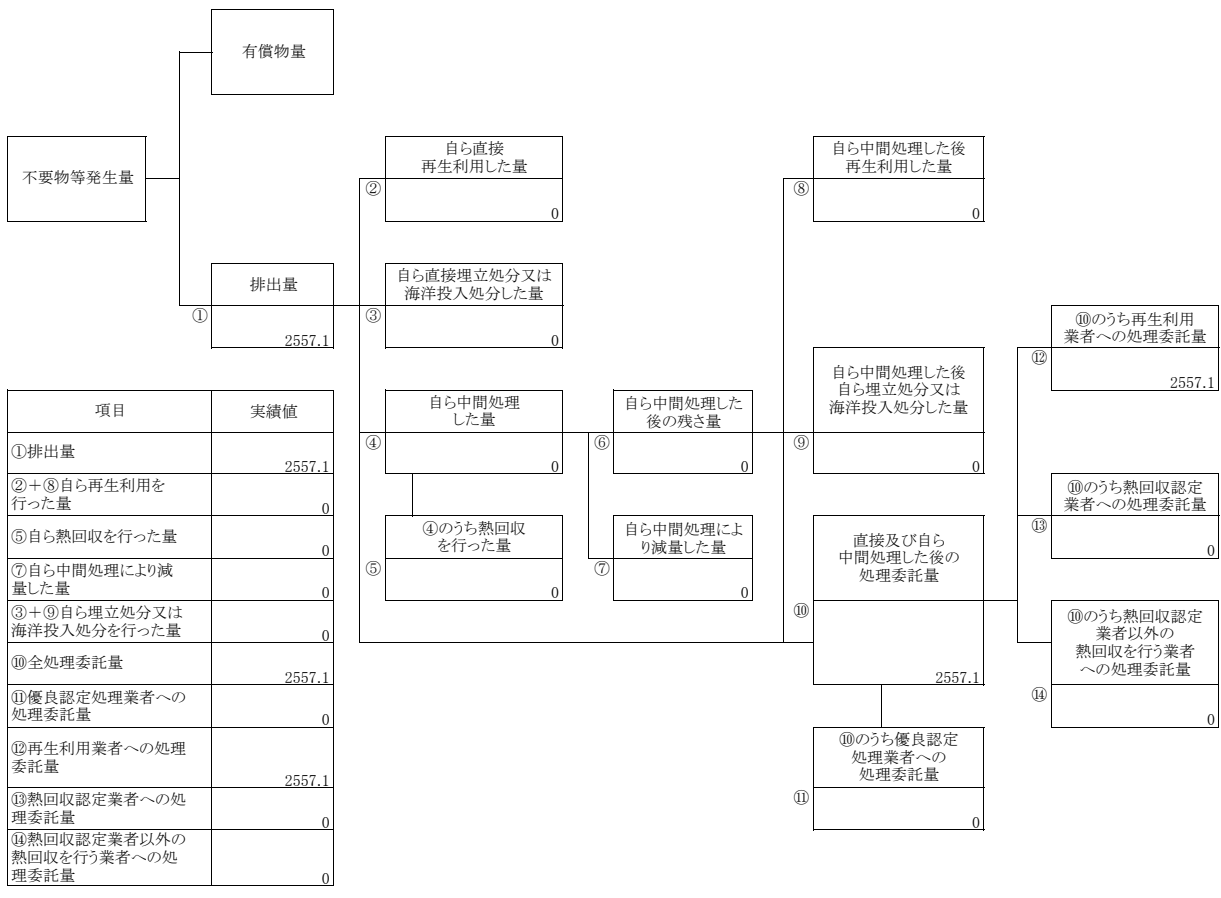 有償物量
不要物等発生量
自ら直接
再生利用した量
②
0
自ら中間処理した後
再生利用した量
⑧
0
排出量
①
2557.1
自ら直接埋立処分又は
海洋投入処分した量
③
0
⑩のうち再生利用
業者への処理委託量
⑫
2557.1
自ら中間処理
した量
④
0
自ら中間処理した
後の残さ量
⑥
0
自ら中間処理した後
自ら埋立処分又は
海洋投入処分した量
⑨
0
⑩のうち熱回収認定
業者への処理委託量
⑬
0
④のうち熱回収
を行った量
⑤
0
自ら中間処理によ
り減量した量
⑦
0
直接及び自ら
中間処理した後の
処理委託量
⑩
2557.1
⑩のうち熱回収認定
業者以外の
熱回収を行う業者
への処理委託量
⑭
0
⑩のうち優良認定
処理業者への
処理委託量
⑪
0
項目 実績値
①排出量
2557.1
②＋⑧自ら再生利用を
行った量
0
⑤自ら熱回収を行った量
0
⑦自ら中間処理により減
量した量
0
③＋⑨自ら埋立処分又は
海洋投入処分を行った量
0
⑩全処理委託量
2557.1
⑪優良認定処理業者への
処理委託量
0
⑫再生利用業者への処理
委託量
2557.1
⑬熱回収認定業者への処
理委託量
0
⑭熱回収認定業者以外の
熱回収を行う業者への処
理委託量
0